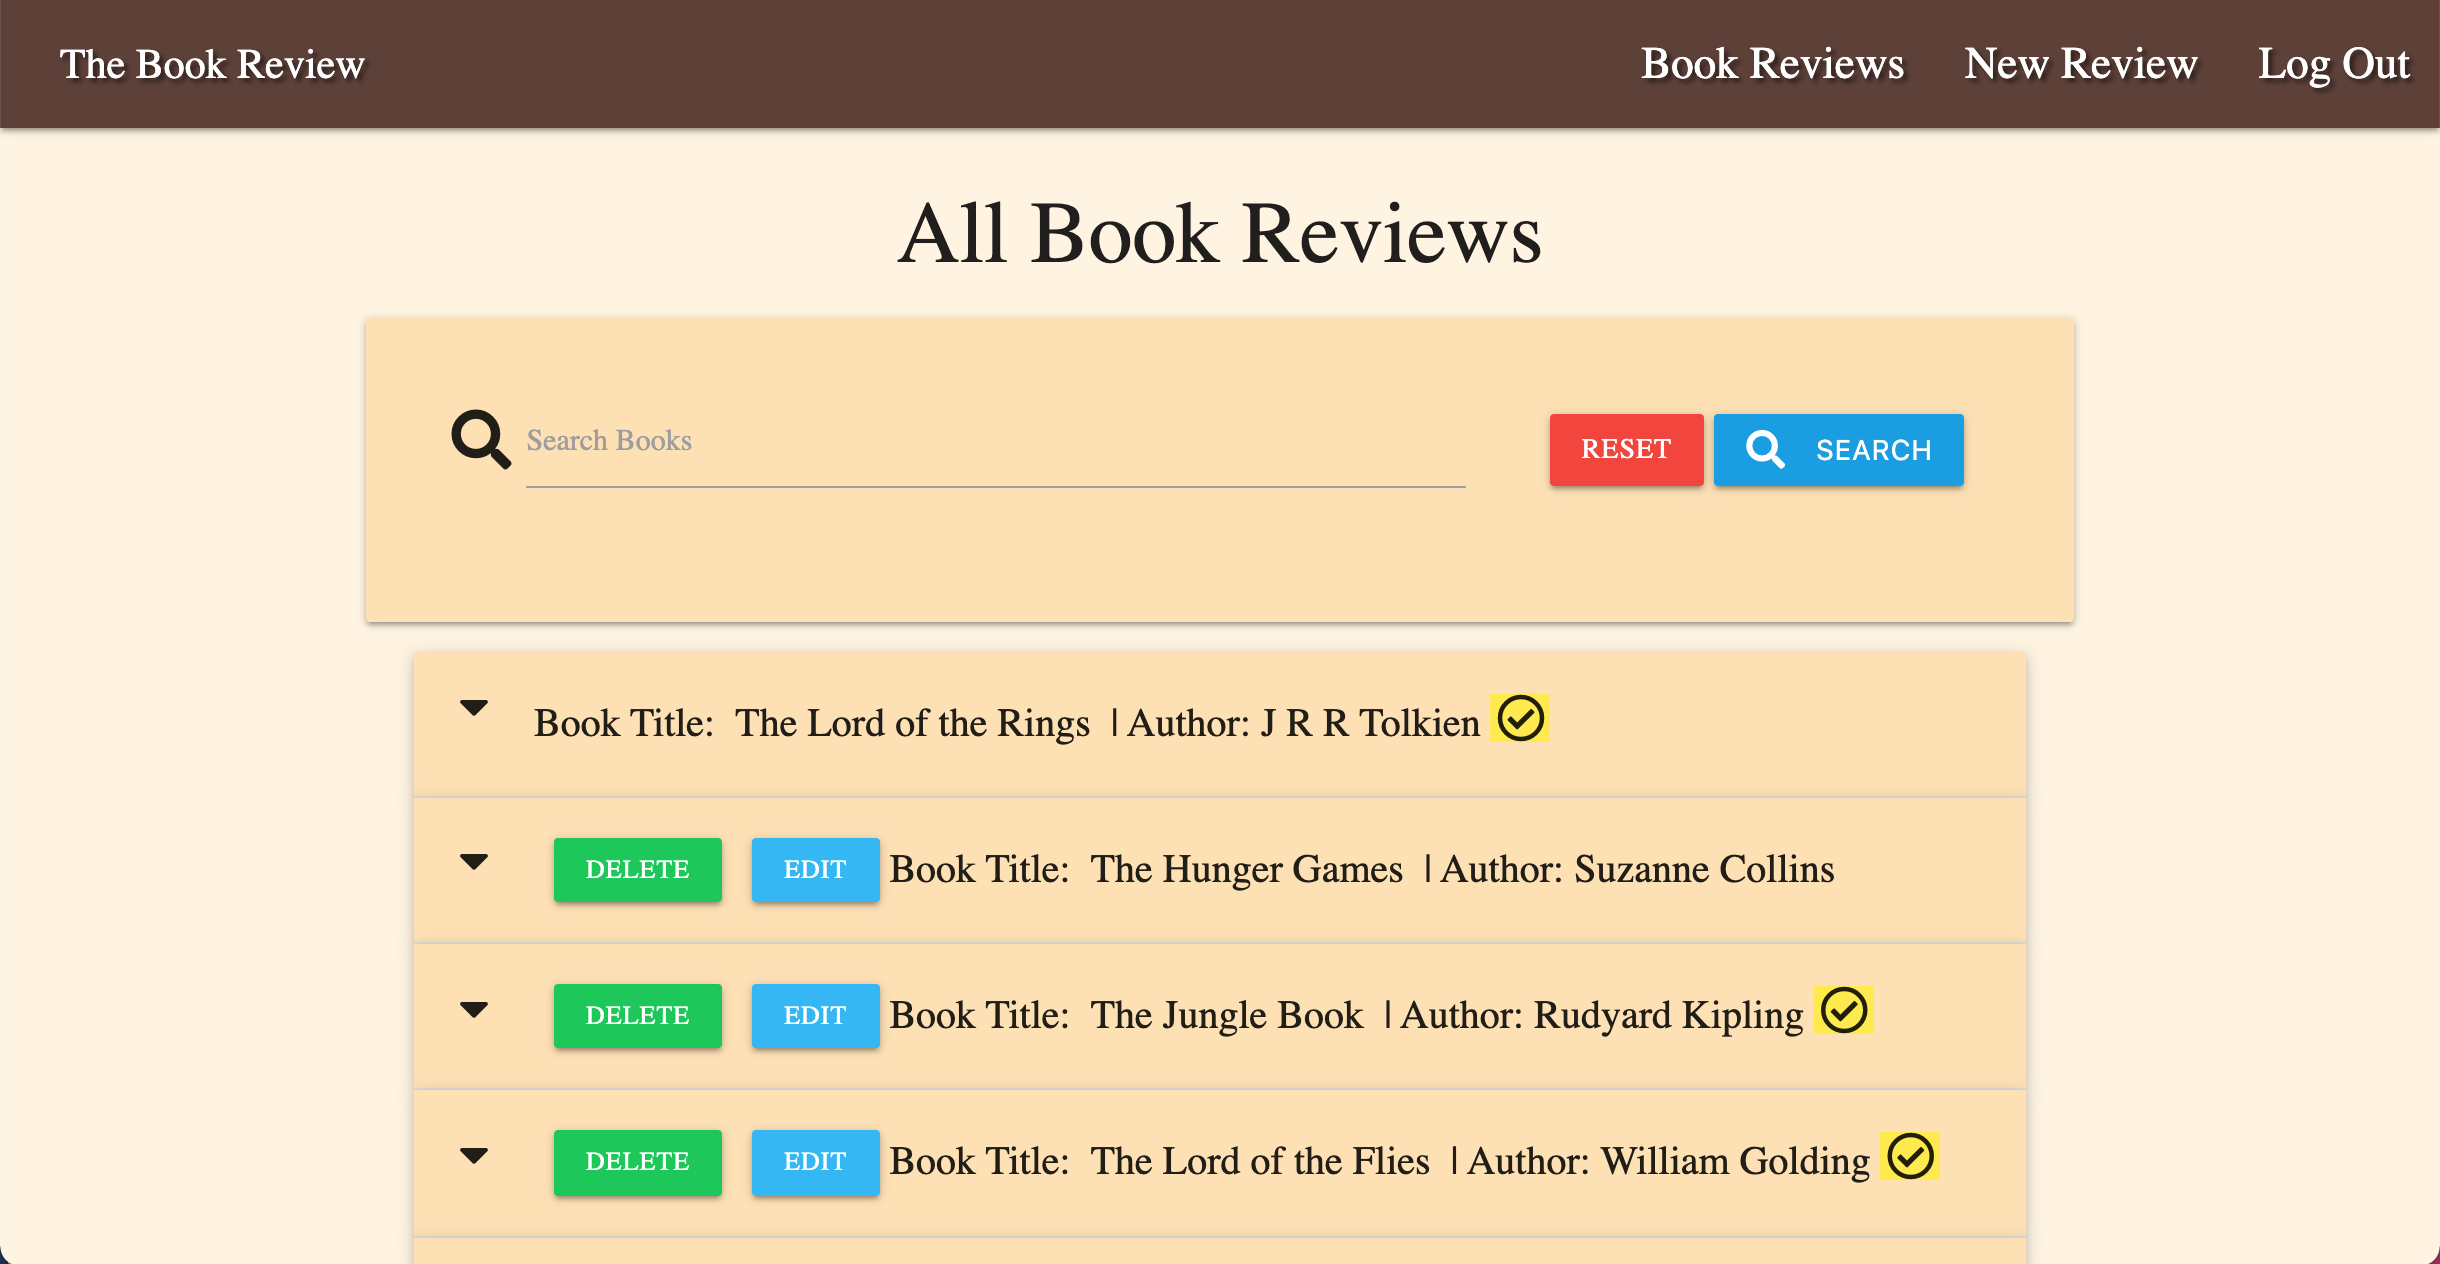 The Book Review Book Reviews New Review Log Out
All Book Reviews
Search Books RESET SEARCH
Book Title: The Lord of the Rings | Author: J R R Tolkien
DELETE EDIT Book Title: The Hunger Games | Author: Suzanne Collins
DELETE EDIT Book Title: The Jungle Book | Author: Rudyard Kipling
DELETE EDIT Book Title: The Lord of the Flies | Author: William Golding